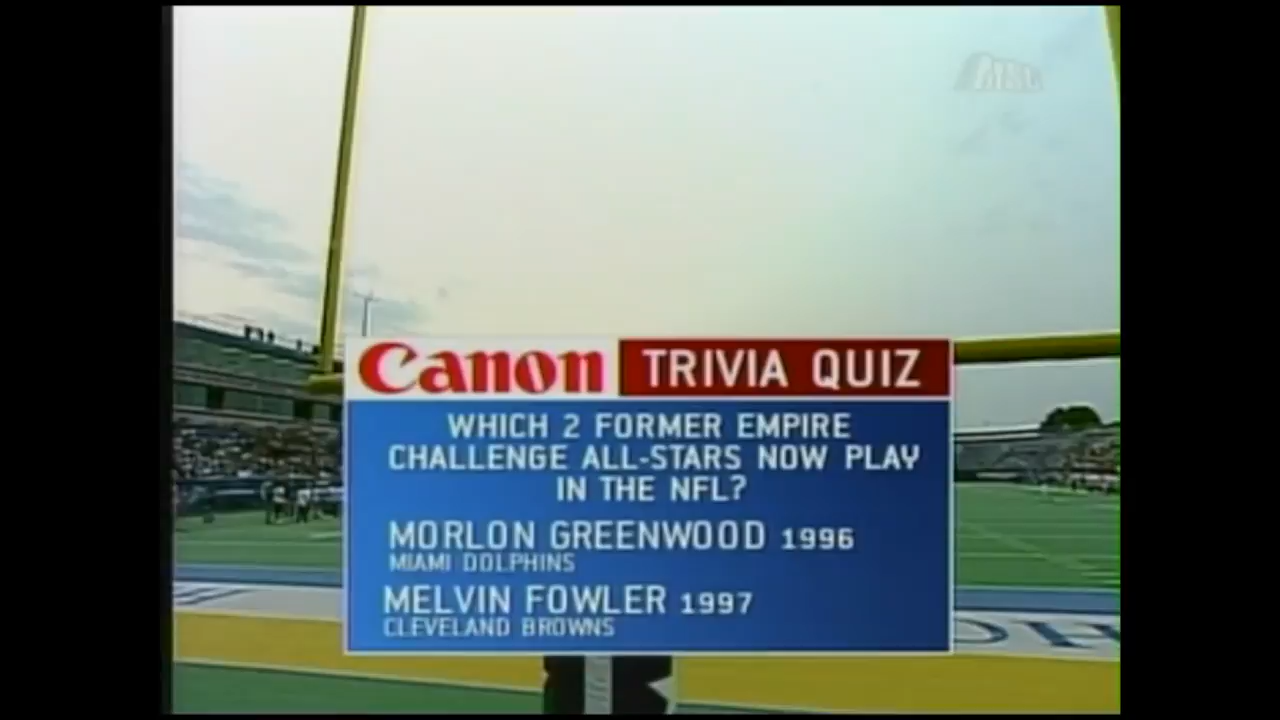 MSG
Canon TRIVIA QUIZ
WHICH 2 FORMER EMPIRE
CHALLENGE ALL-STARS NOW PLAY
IN THE NFL?
MORLON GREENWOOD 1996
MIAMI DOLPHINS
MELVIN FOWLER 1997
CLEVELAND BROWNS